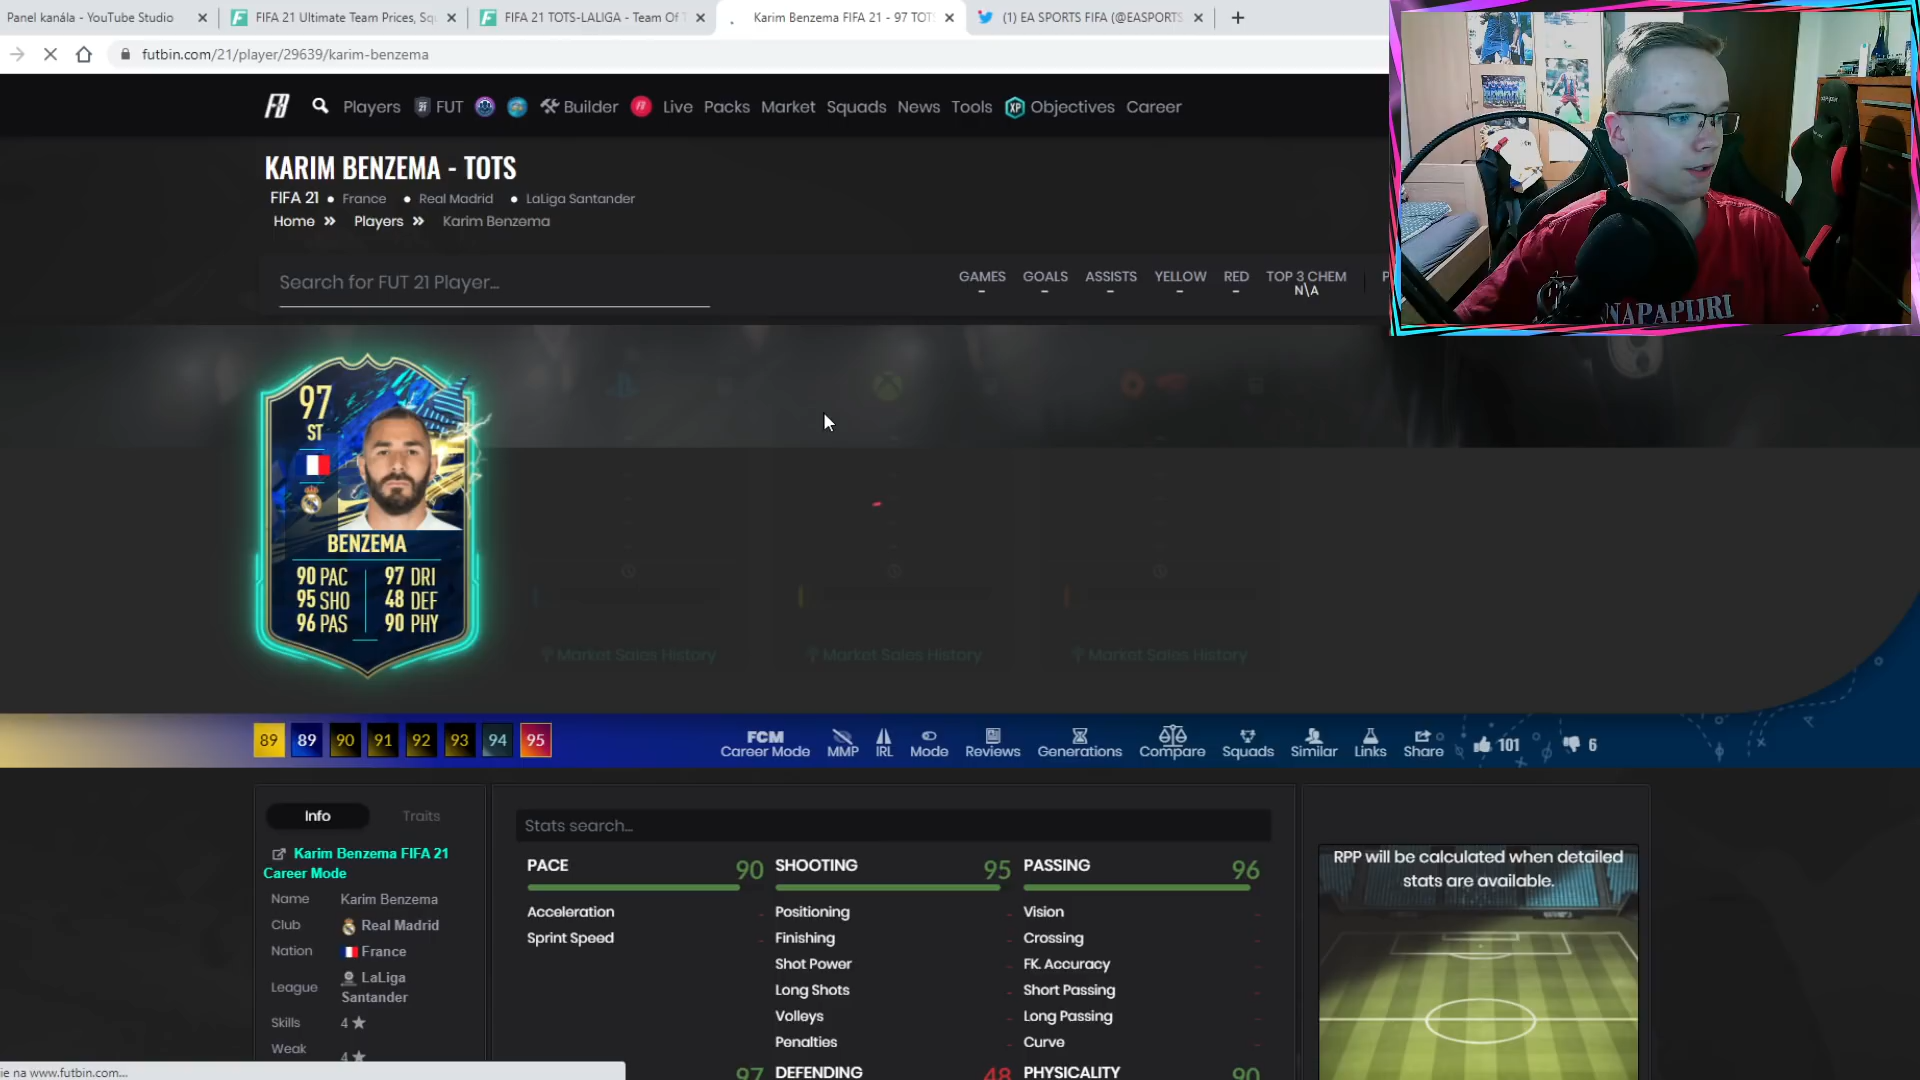 Panel kanála - YouTube Studio
FIFA 21 Ultimate Team Prices, Squ
FIFA 21 TOTS-LALIGA - Team Of T
Karim Benzema FIFA 21 - 97 TOTS
(1) EA SPORTS FIFA (@EASPORTS
futbin.com/21/player/29639/karim-benzema
FB Players FUT Builder Live Packs Market Squads News Tools XP Objectives Career
KARIM BENZEMA - TOTS
FIFA 21 • France • Real Madrid • LaLiga Santander
Home » Players » Karim Benzema
Search for FUT 21 Player...
GAMES GOALS ASSISTS YELLOW RED TOP 3 CHEM P
- - - - - N\A
NAPAPIJRI
97
ST
BENZEMA
90 PAC 97 DRI
95 SHO 48 DEF
96 PAS 90 PHY
Market Sales History Market Sales History Market Sales History
89 89 90 91 92 93 94 95
FCM
Career Mode MMP IRL Mode Reviews Generations Compare Squads Similar Links Share 101 6
Info Traits
Karim Benzema FIFA 21
Career Mode
Name Karim Benzema
Club Real Madrid
Nation France
League LaLiga
Santander
Skills 4★
Weak 4★
Stats search...
PACE 90 SHOOTING 95 PASSING 96
Acceleration - Positioning - Vision -
Sprint Speed - Finishing - Crossing -
Shot Power - FK. Accuracy -
Long Shots - Short Passing -
Volleys - Long Passing -
Penalties - Curve -
97 DEFENDING 48 PHYSICALITY 90
RPP will be calculated when detailed
stats are available.
ie na www.futbin.com...